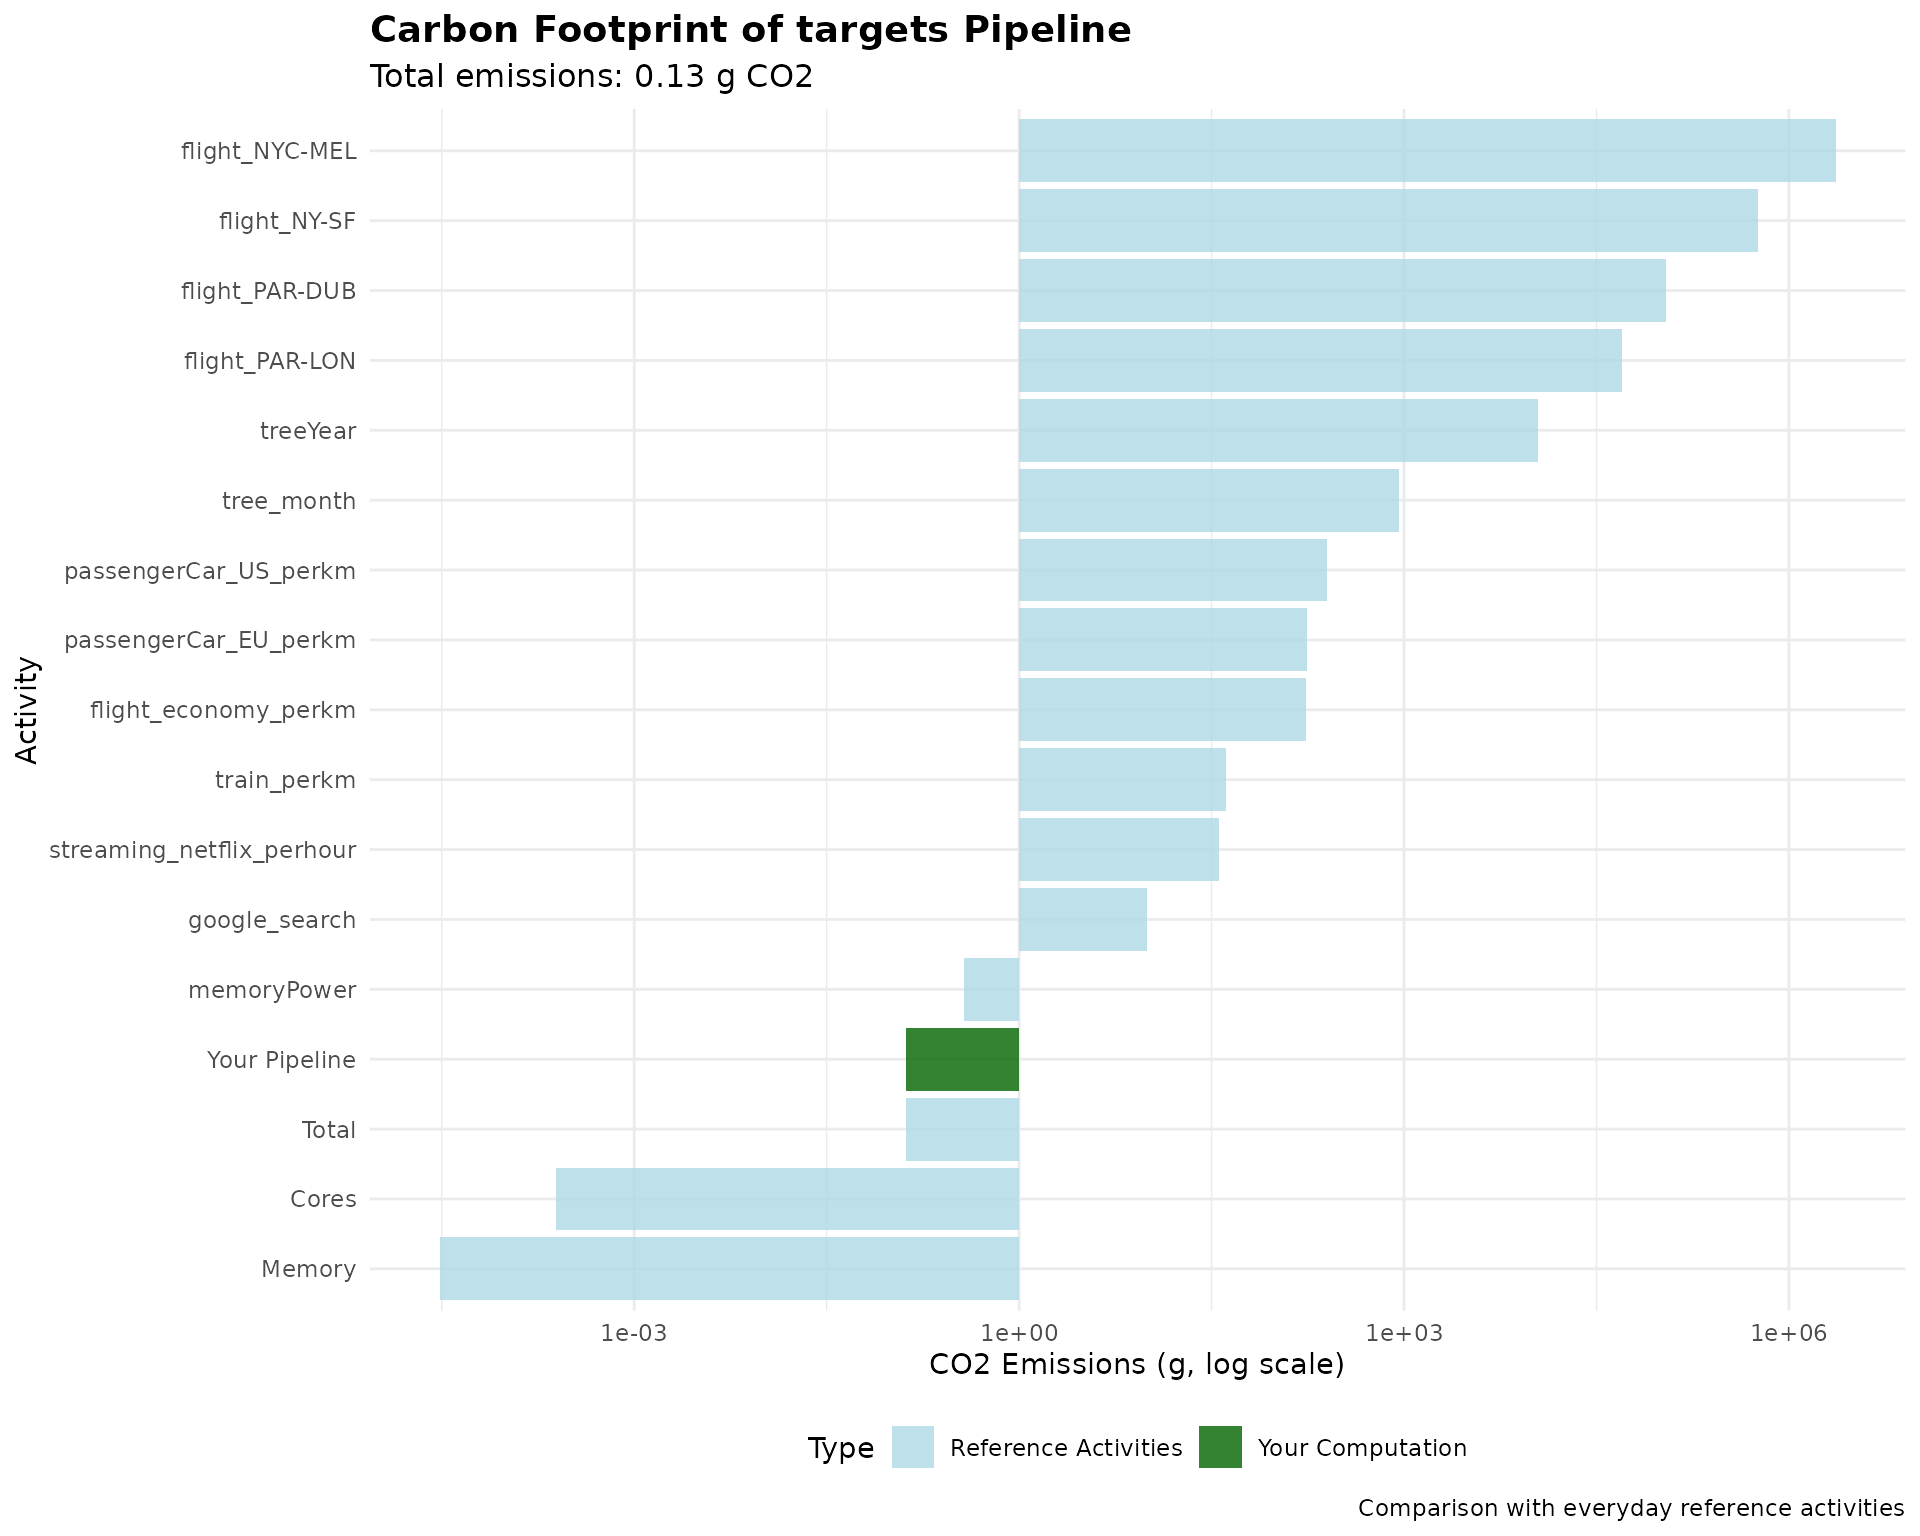 Carbon Footprint of targets Pipeline
Total emissions: 0.13 g CO2
flight_NYC-MEL
flight_NY-SF
flight_PAR-DUB
flight_PAR-LON
treeYear
tree_month
passengerCar_US_perkm
passengerCar_EU_perkm
flight_economy_perkm
train_perkm
streaming_netflix_perhour
google_search
memoryPower
Your Pipeline
Total
Cores
Memory
Activity
1e-03 1e+00 1e+03 1e+06
CO2 Emissions (g, log scale)
Type Reference Activities Your Computation
Comparison with everyday reference activities